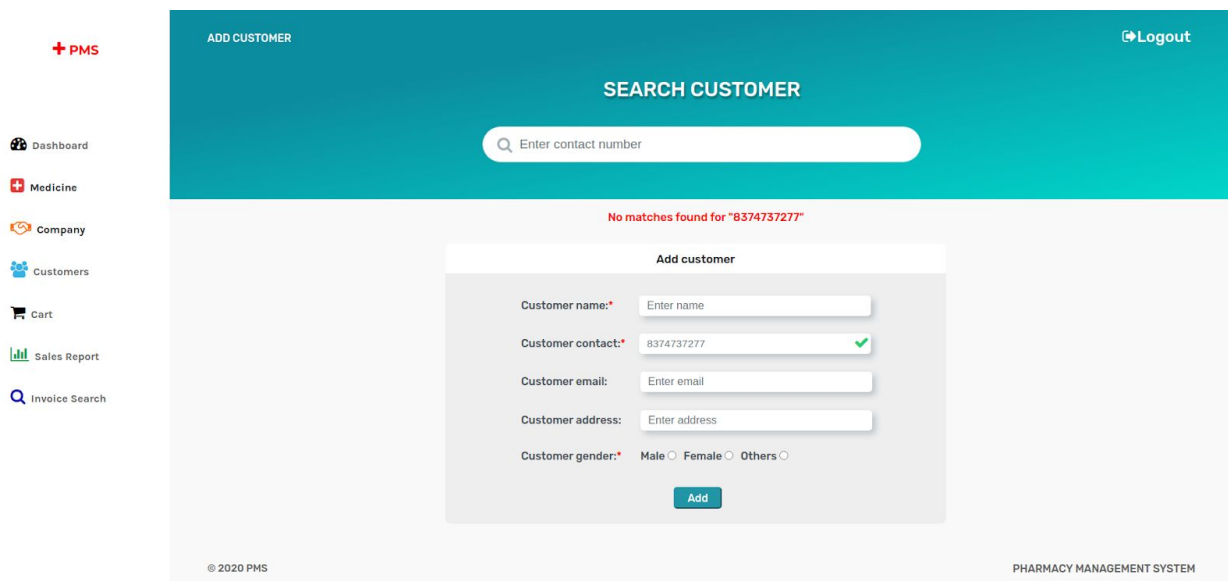 PMS
ADD CUSTOMER
Logout
SEARCH CUSTOMER
Enter contact number
Dashboard
Medicine
Company
Customers
Cart
Sales Report
Invoice Search
No matches found for "8374737277"
Add customer
Customer name:* Enter name
Customer contact:* 8374737277
Customer email: Enter email
Customer address: Enter address
Customer gender:* Male Female Others
Add
© 2020 PMS
PHARMACY MANAGEMENT SYSTEM